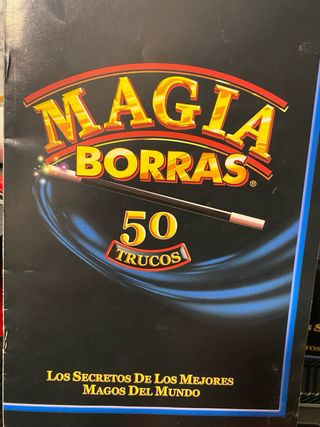 MAGIA
BORRAS®
50
TRUCOS
LOS SECRETOS DE LOS MEJORES
MAGOS DEL MUNDO